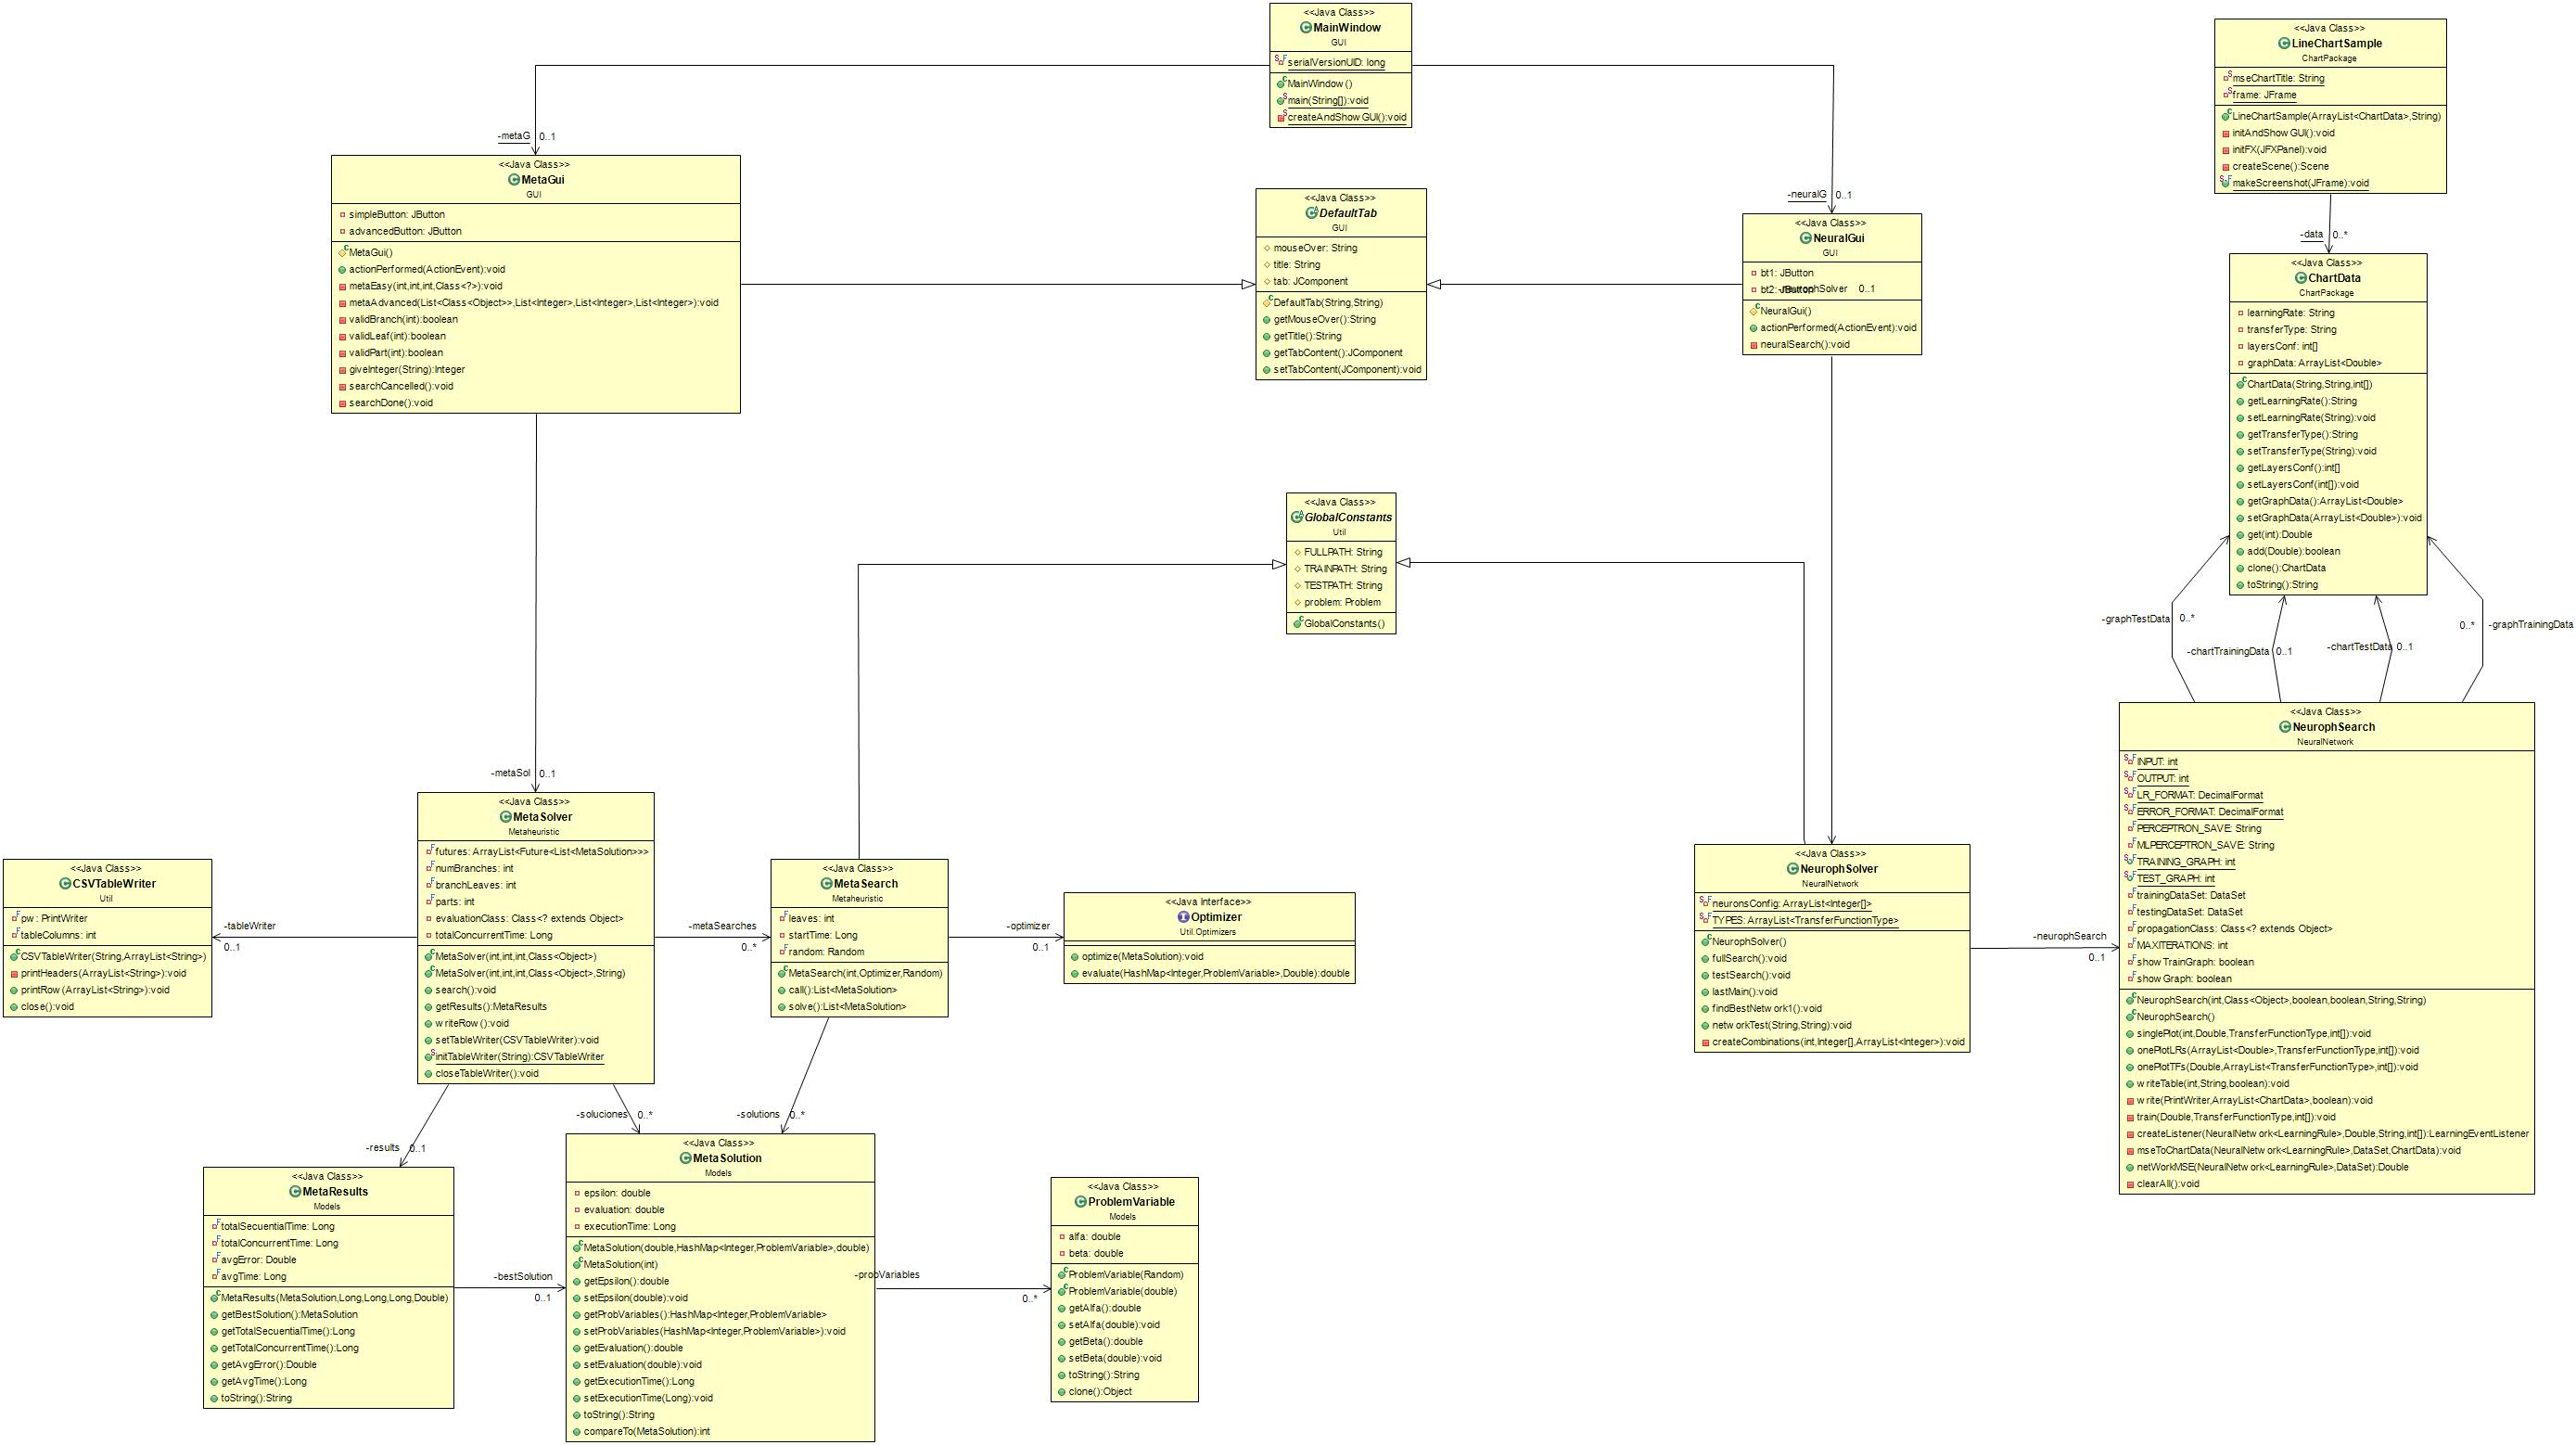 <<Java Class>>
MainWindow
GUI
serialVersionUID: long
MainWindow()
main(String[]):void
createAndShowGUI():void
-metaG
0..1
-neuralG
0..1
<<Java Class>>
LineChartSample
ChartPackage
mseChartTitle: String
frame: JFrame
LineChartSample(ArrayList<ChartData>,String)
initAndShowGUI():void
initFX(JFXPanel):void
createScene():Scene
makeScreenshot(JFrame):void
-data
0..*
<<Java Class>>
MetaGui
GUI
simpleButton: JButton
advancedButton: JButton
MetaGui()
actionPerformed(ActionEvent):void
metaEasy(int,int,int,Class<?>):void
metaAdvanced(List<Class<Object>>,List<Integer>,List<Integer>,List<Integer>):void
validBranch(int):boolean
validLeaf(int):boolean
validPart(int):boolean
giveInteger(String):Integer
searchCancelled():void
searchDone():void
<<Java Class>>
DefaultTab
GUI
mouseOver: String
title: String
tab: JComponent
DefaultTab(String,String)
getMouseOver():String
getTitle():String
getTabContent():JComponent
setTabContent(JComponent):void
<<Java Class>>
NeuralGui
GUI
bt1: JButton
bt2: JButton
-neurophSolver
0..1
NeuralGui()
actionPerformed(ActionEvent):void
neuralSearch():void
<<Java Class>>
ChartData
ChartPackage
learningRate: String
transferType: String
layersConf: int[]
graphData: ArrayList<Double>
ChartData(String,String,int[])
getLearningRate():String
setLearningRate(String):void
getTransferType():String
setTransferType(String):void
getLayersConf():int[]
setLayersConf(int[]):void
getGraphData():ArrayList<Double>
setGraphData(ArrayList<Double>):void
get(int):Double
add(Double):boolean
clone():ChartData
toString():String
<<Java Class>>
GlobalConstants
Util
FULLPATH: String
TRAINPATH: String
TESTPATH: String
problem: Problem
GlobalConstants()
-graphTestData
0..*
-chartTrainingData
0..1
-chartTestData
0..1
0..*
-graphTrainingData
-metaSol
0..1
<<Java Class>>
MetaSolver
Metaheuristic
futures: ArrayList<Future<List<MetaSolution>>>
numBranches: int
branchLeaves: int
parts: int
evaluationClass: Class<? extends Object>
totalConcurrentTime: Long
MetaSolver(int,int,int,Class<Object>)
MetaSolver(int,int,int,Class<Object>,String)
search():void
getResults():MetaResults
writeRow():void
setTableWriter(CSVTableWriter):void
initTableWriter(String):CSVTableWriter
closeTableWriter():void
<<Java Class>>
CSVTableWriter
Util
pw: PrintWriter
tableColumns: int
CSVTableWriter(String,ArrayList<String>)
printHeaders(ArrayList<String>):void
printRow(ArrayList<String>):void
close():void
-tableWriter
0..1
-metaSearches
0..*
<<Java Class>>
MetaSearch
Metaheuristic
leaves: int
startTime: Long
random: Random
MetaSearch(int,Optimizer,Random)
call():List<MetaSolution>
solve():List<MetaSolution>
-optimizer
0..1
<<Java Interface>>
Optimizer
Util.Optimizers
optimize(MetaSolution):void
evaluate(HashMap<Integer,ProblemVariable>,Double):double
<<Java Class>>
NeurophSolver
NeuralNetwork
neuronsConfig: ArrayList<Integer[]>
TYPES: ArrayList<TransferFunctionType>
NeurophSolver()
fullSearch():void
testSearch():void
lastMain():void
findBestNetwork1():void
networkTest(String,String):void
createCombinations(int,Integer[],ArrayList<Integer>):void
-neurophSearch
0..1
<<Java Class>>
NeurophSearch
NeuralNetwork
INPUT: int
OUTPUT: int
LR_FORMAT: DecimalFormat
ERROR_FORMAT: DecimalFormat
PERCEPTRON_SAVE: String
MLPERCEPTRON_SAVE: String
TRAINING_GRAPH: int
TEST_GRAPH: int
trainingDataSet: DataSet
testingDataSet: DataSet
propagationClass: Class<? extends Object>
MAXITERATIONS: int
showTrainGraph: boolean
showGraph: boolean
NeurophSearch(int,Class<Object>,boolean,boolean,String,String)
NeurophSearch()
singlePlot(int,Double,TransferFunctionType,int[]):void
onePlotLRs(ArrayList<Double>,TransferFunctionType,int[]):void
onePlotTFs(Double,ArrayList<TransferFunctionType>,int[]):void
writeTable(int,String,boolean):void
write(PrintWriter,ArrayList<ChartData>,boolean):void
train(Double,TransferFunctionType,int[]):void
createListener(NeuralNetwork<LearningRule>,Double,String,int[]):LearningEventListener
mseToChartData(NeuralNetwork<LearningRule>,DataSet,ChartData):void
netWorkMSE(NeuralNetwork<LearningRule>,DataSet):Double
clearAll():void
-results
0..1
-soluciones
0..*
-solutions
0..*
<<Java Class>>
MetaResults
Models
totalSecuentialTime: Long
totalConcurrentTime: Long
avgError: Double
avgTime: Long
MetaResults(MetaSolution,Long,Long,Long,Double)
getBestSolution():MetaSolution
getTotalSecuentialTime():Long
getTotalConcurrentTime():Long
getAvgError():Double
getAvgTime():Long
toString():String
-bestSolution
0..1
<<Java Class>>
MetaSolution
Models
epsilon: double
evaluation: double
executionTime: Long
MetaSolution(double,HashMap<Integer,ProblemVariable>,double)
MetaSolution(int)
getEpsilon():double
setEpsilon(double):void
getProbVariables():HashMap<Integer,ProblemVariable>
setProbVariables(HashMap<Integer,ProblemVariable>):void
getEvaluation():double
setEvaluation(double):void
getExecutionTime():Long
setExecutionTime(Long):void
toString():String
compareTo(MetaSolution):int
-probVariables
0..*
<<Java Class>>
ProblemVariable
Models
alfa: double
beta: double
ProblemVariable(Random)
ProblemVariable(double)
getAlfa():double
setAlfa(double):void
getBeta():double
setBeta(double):void
toString():String
clone():Object